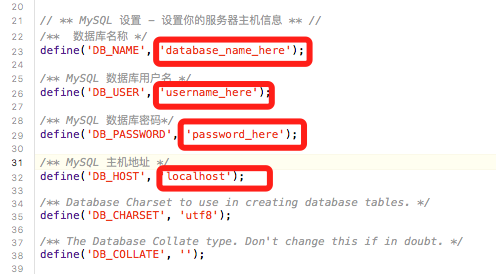 20
21 // ** MySQL 设置 - 设置你的服务器主机信息 ** //
22 /**  数据库名称 */
23 define('DB_NAME', 'database_name_here');
24
25 /** MySQL 数据库用户名 */
26 define('DB_USER', 'username_here');
27
28 /** MySQL 数据库密码*/
29 define('DB_PASSWORD', 'password_here');
30
31 /** MySQL 主机地址 */
32 define('DB_HOST', 'localhost');
33
34 /** Database Charset to use in creating database tables. */
35 define('DB_CHARSET', 'utf8');
36
37 /** The Database Collate type. Don't change this if in doubt. */
38 define('DB_COLLATE', '');
39